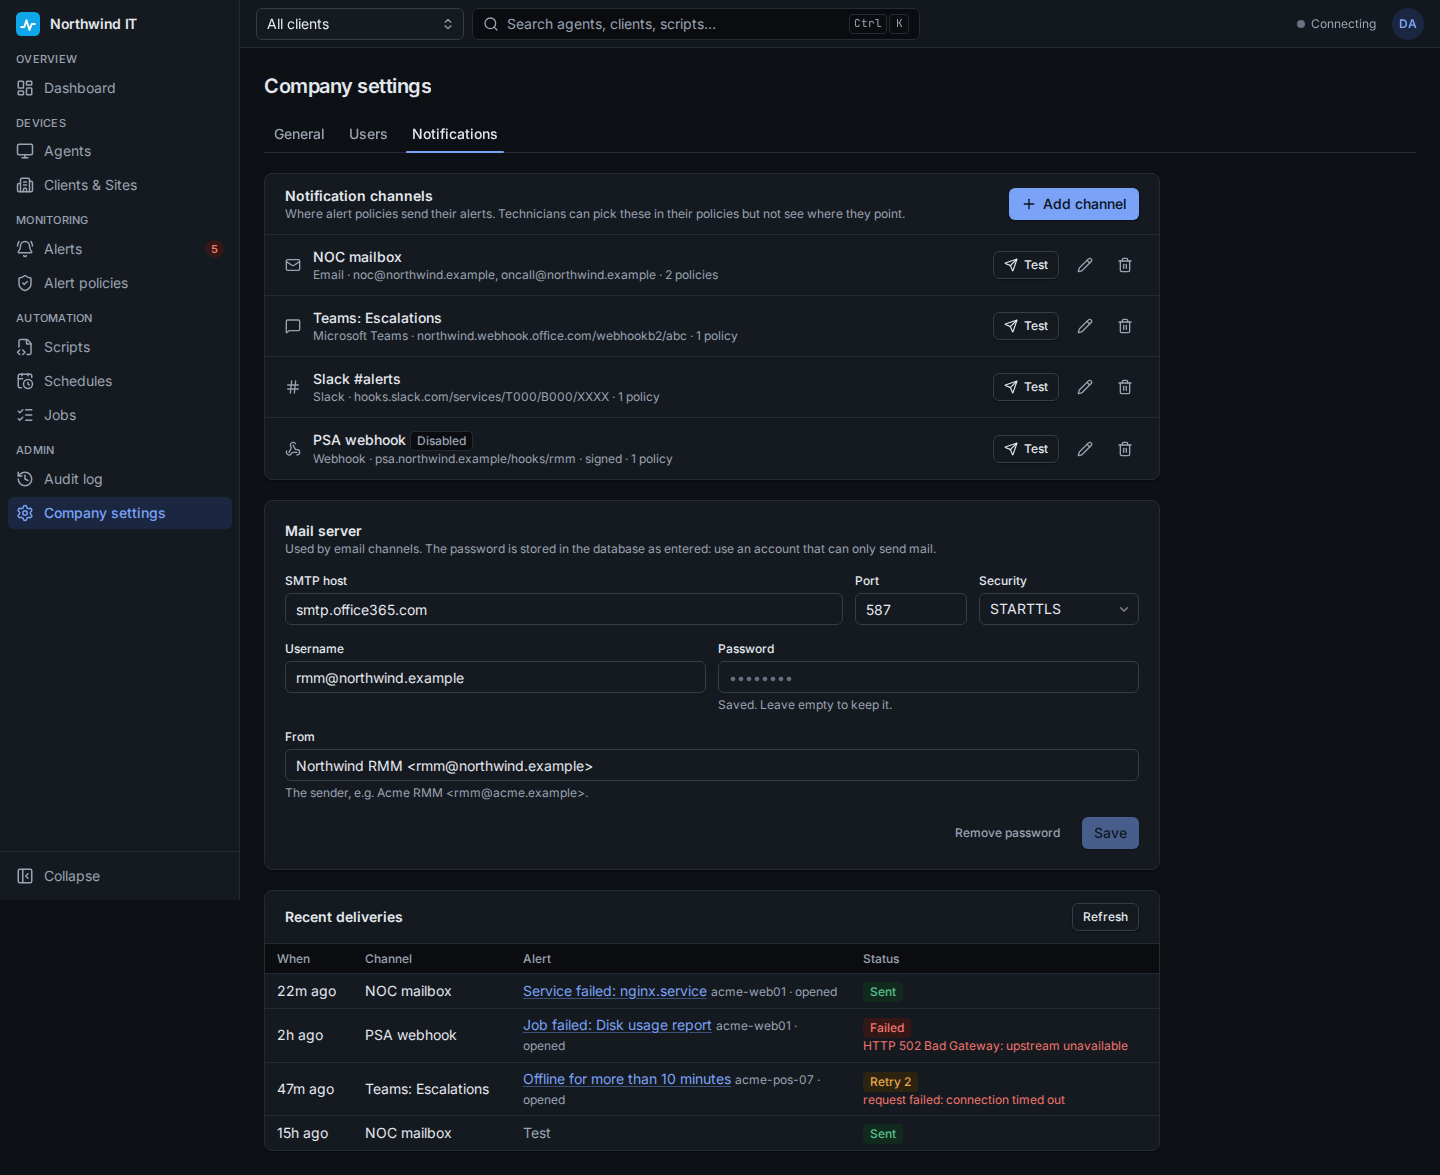 Northwind IT
All clients
Search agents, clients, scripts...
Ctrl K
Connecting
DA
OVERVIEW
Dashboard
DEVICES
Agents
Clients & Sites
MONITORING
Alerts
5
Alert policies
AUTOMATION
Scripts
Schedules
Jobs
ADMIN
Audit log
Company settings
Collapse
Company settings
General Users Notifications
Notification channels
Where alert policies send their alerts. Technicians can pick these in their policies but not see where they point.
Add channel
NOC mailbox
Email · noc@northwind.example, oncall@northwind.example · 2 policies
Test
Teams: Escalations
Microsoft Teams · northwind.webhook.office.com/webhookb2/abc · 1 policy
Test
Slack #alerts
Slack · hooks.slack.com/services/T000/B000/XXXX · 1 policy
Test
PSA webhook Disabled
Webhook · psa.northwind.example/hooks/rmm · signed · 1 policy
Test
Mail server
Used by email channels. The password is stored in the database as entered: use an account that can only send mail.
SMTP host Port Security
smtp.office365.com 587 STARTTLS
Username Password
rmm@northwind.example ••••••••
Saved. Leave empty to keep it.
From
Northwind RMM <rmm@northwind.example>
The sender, e.g. Acme RMM <rmm@acme.example>.
Remove password Save
Recent deliveries Refresh
When Channel Alert Status
22m ago NOC mailbox Service failed: nginx.service acme-web01 · opened Sent
2h ago PSA webhook Job failed: Disk usage report acme-web01 · opened Failed
HTTP 502 Bad Gateway: upstream unavailable
47m ago Teams: Escalations Offline for more than 10 minutes acme-pos-07 · opened Retry 2
request failed: connection timed out
15h ago NOC mailbox Test Sent